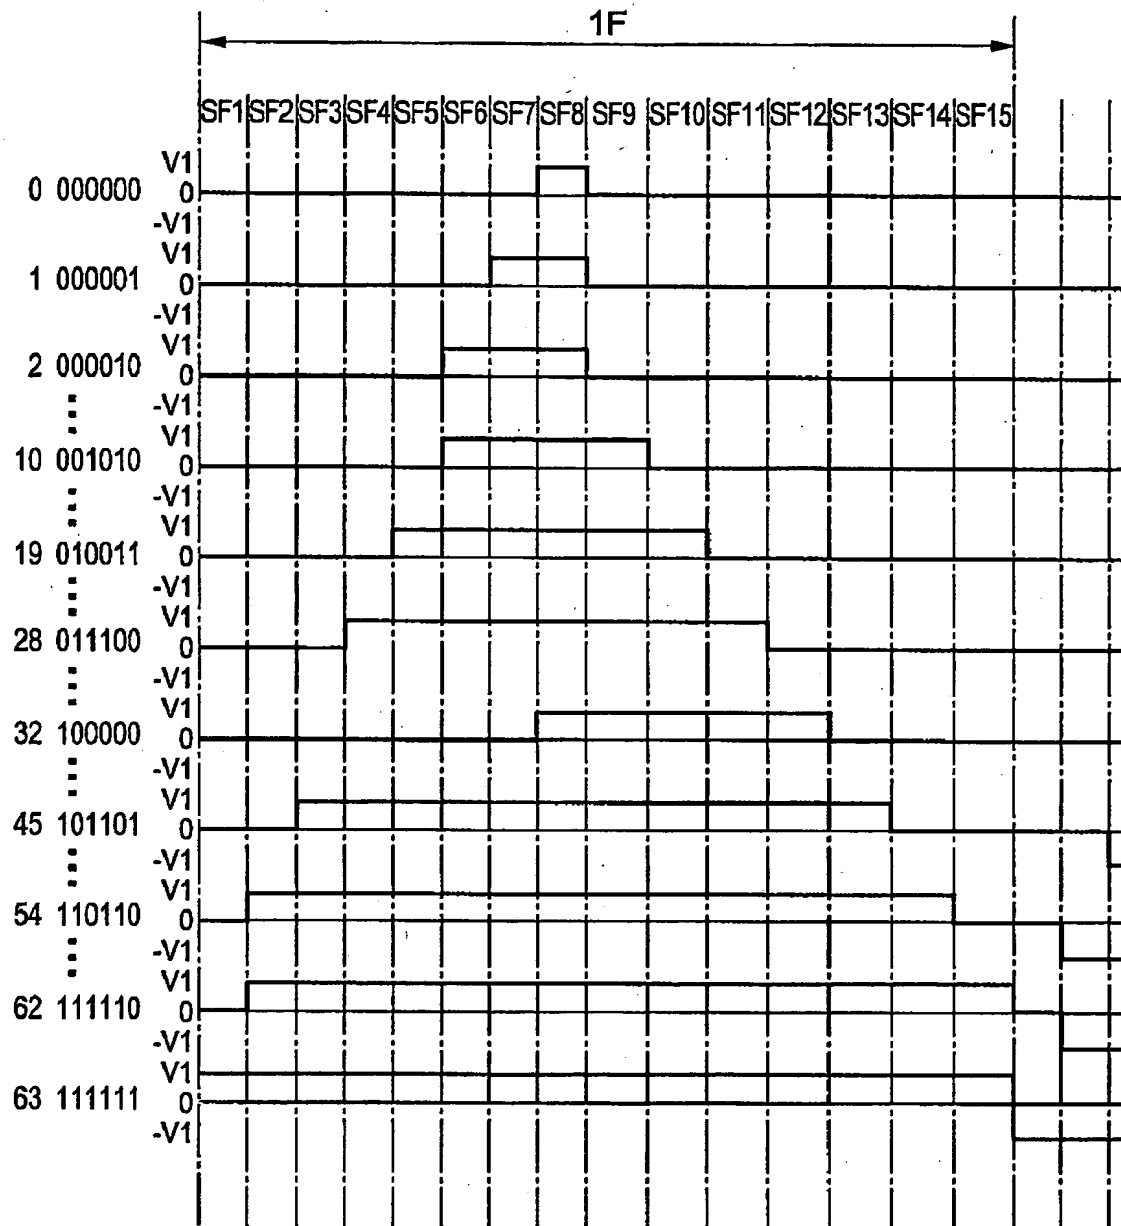 1F
SF1 SF2 SF3 SF4 SF5 SF6 SF7 SF8 SF9 SF10 SF11 SF12 SF13 SF14 SF15
V1
0 000000 0
-V1
V1
1 000001 0
-V1
V1
2 000010 0
-V1
V1
10 001010 0
-V1
V1
19 010011 0
-V1
V1
28 011100 0
-V1
V1
32 100000 0
-V1
V1
45 101101 0
-V1
V1
54 110110 0
-V1
V1
62 111110 0
-V1
V1
63 111111 0
-V1